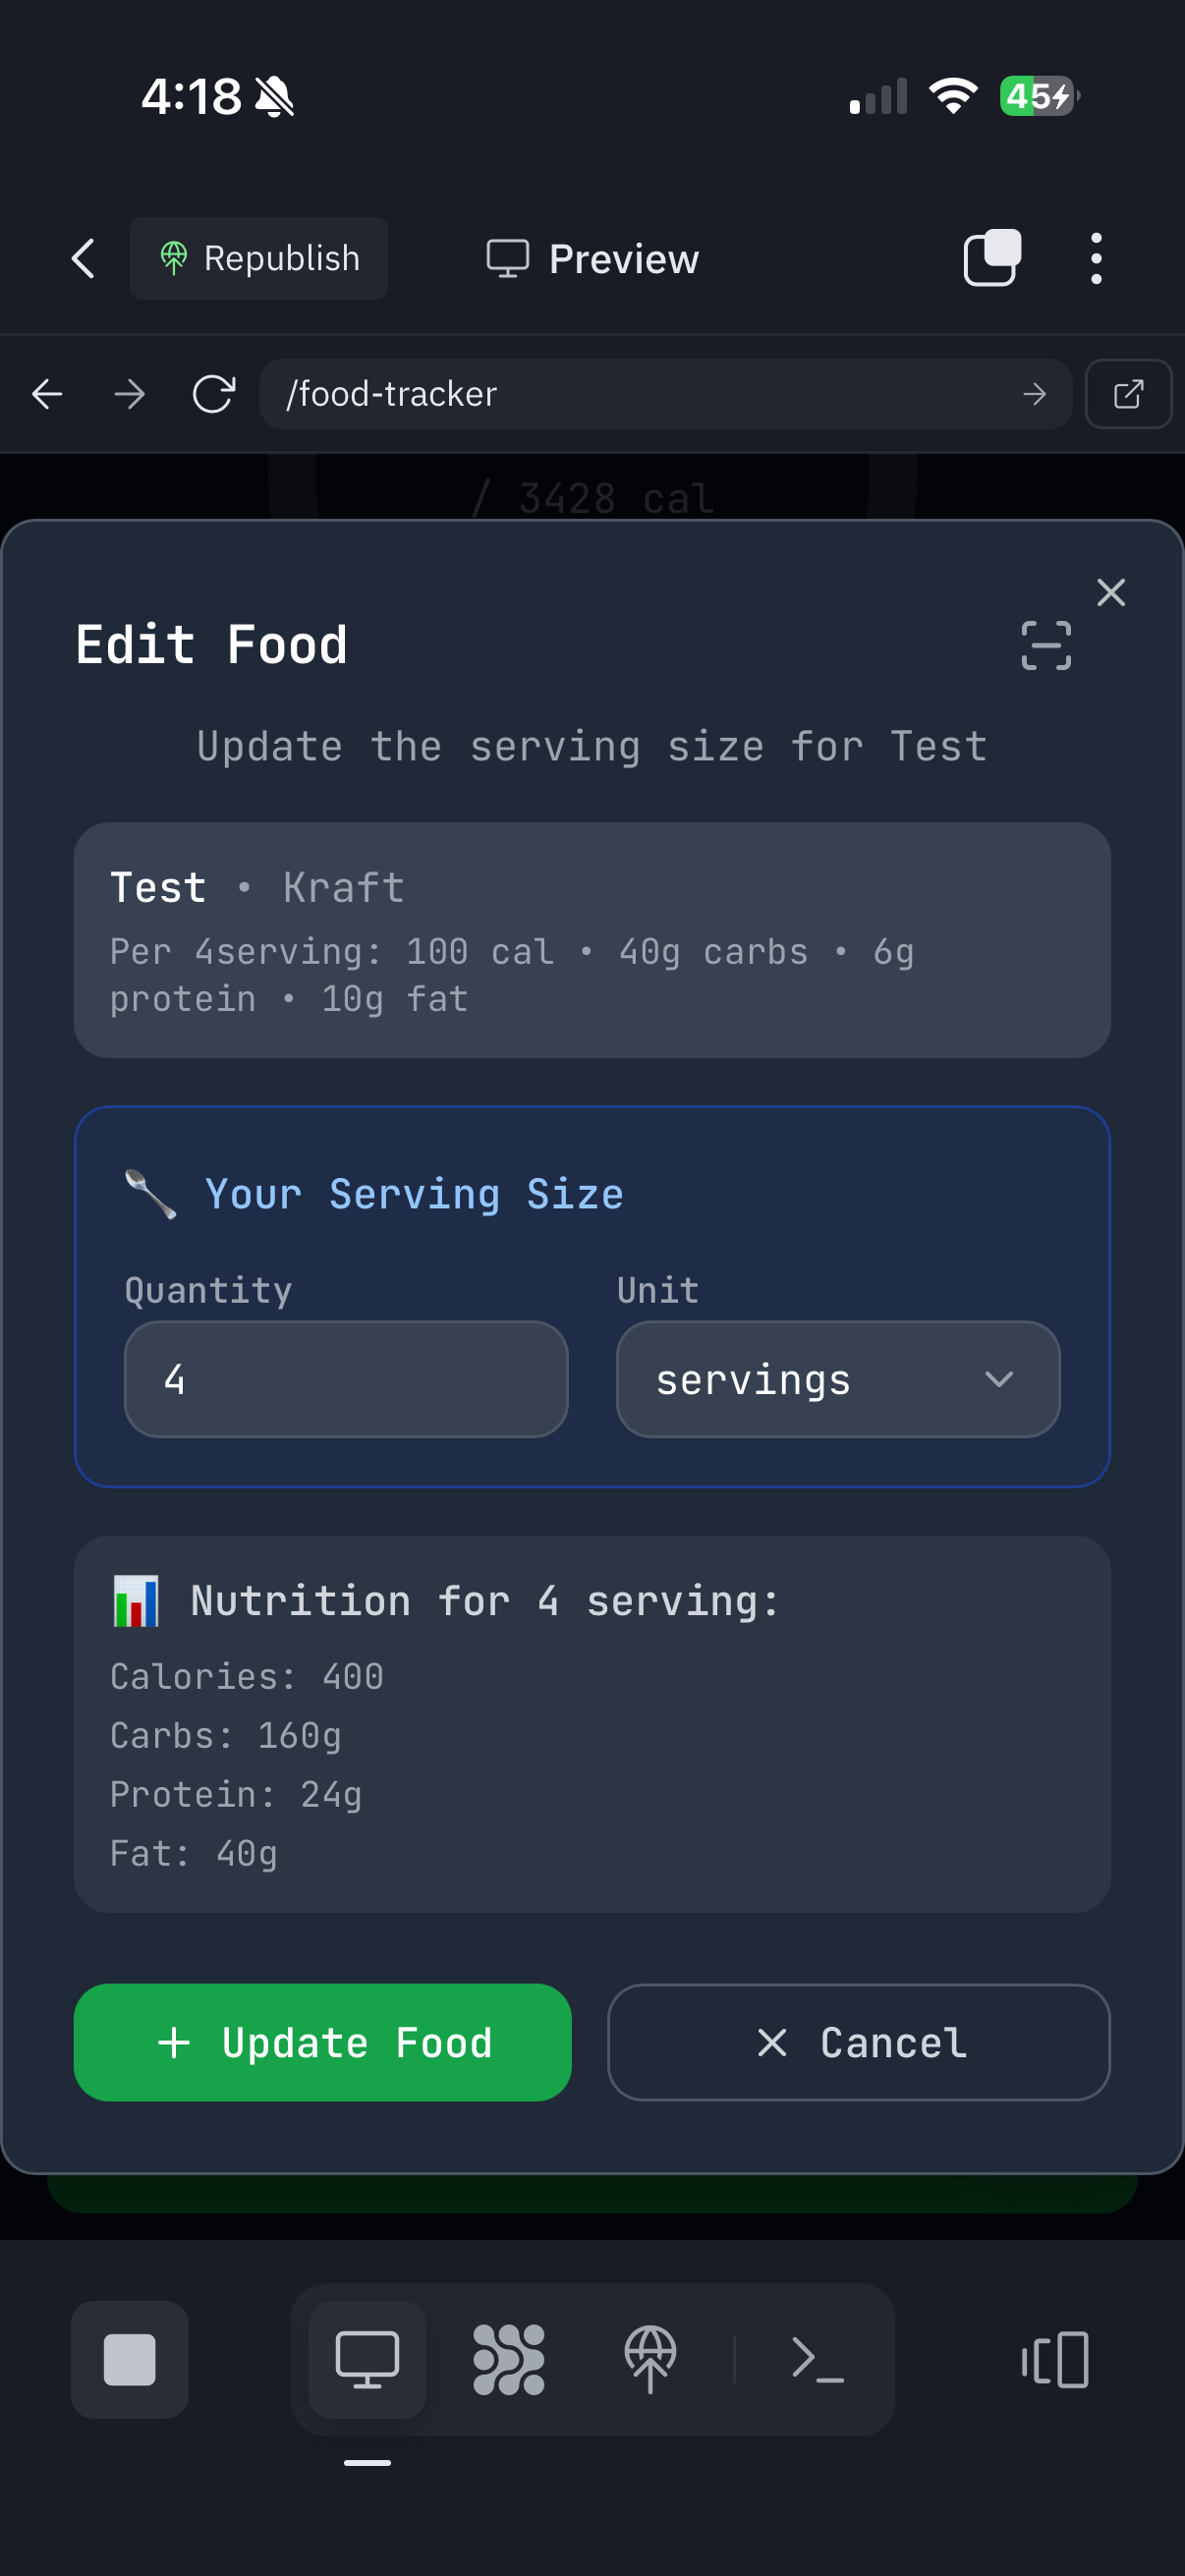 4:18
45
Republish
Preview
/food-tracker
/ 3428 cal
Edit Food
Update the serving size for Test
Test • Kraft
Per 4serving: 100 cal • 40g carbs • 6g
protein • 10g fat
Your Serving Size
Quantity
Unit
4
servings
Nutrition for 4 serving:
Calories: 400
Carbs: 160g
Protein: 24g
Fat: 40g
+ Update Food
Cancel